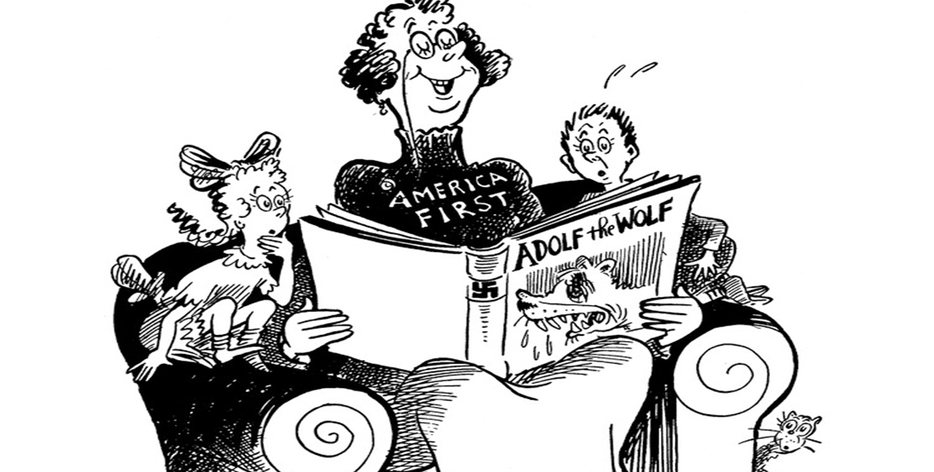 AMERICA
FIRST
ADOLF the WOLF